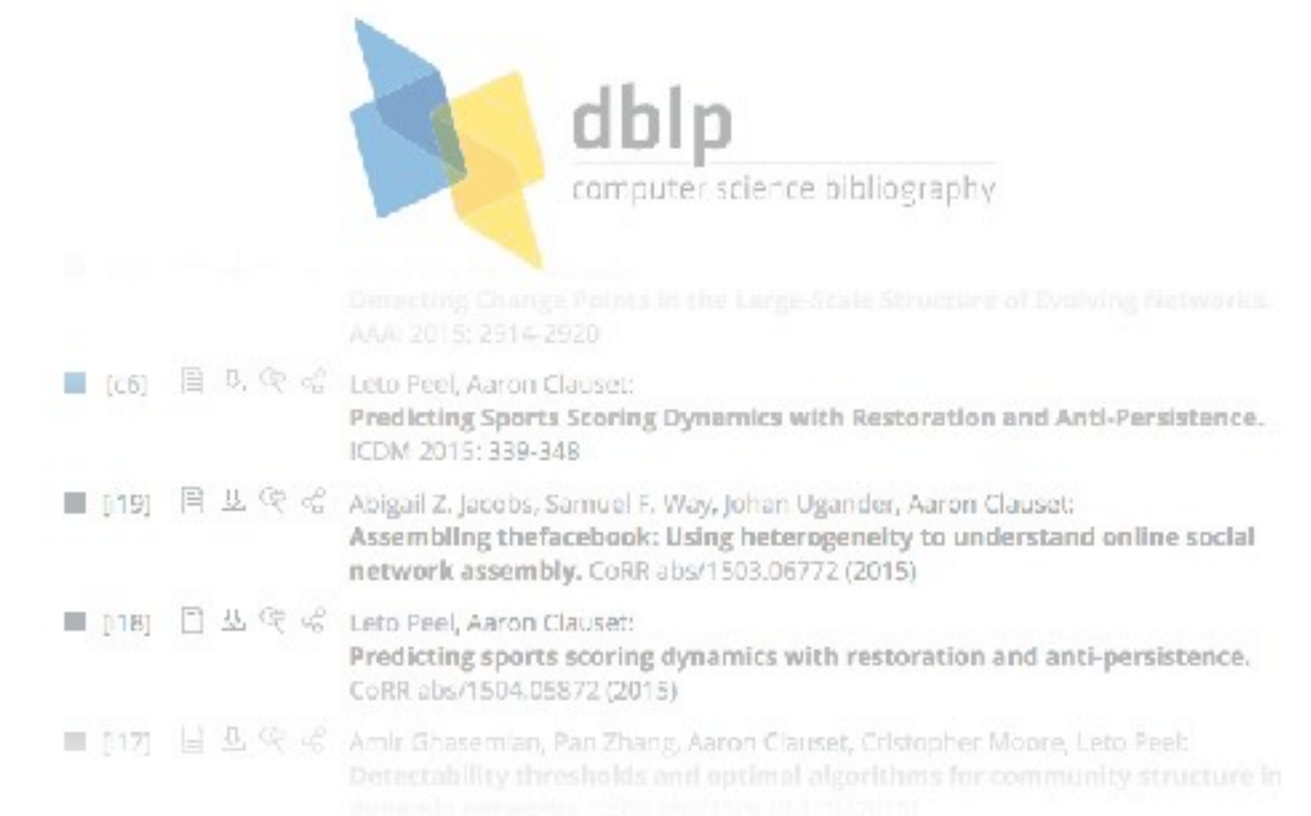 dblp
computer science bibliography
Detecting Change Points in the Large-Scale Structure of Evolving Networks.
AAAI 2015: 2914-2920
[c6] Leto Peel, Aaron Clauset:
Predicting Sports Scoring Dynamics with Restoration and Anti-Persistence.
ICDM 2015: 339-348
[i19] Abigail Z. Jacobs, Samuel F. Way, Johan Ugander, Aaron Clauset:
Assembling thefacebook: Using heterogeneity to understand online social
network assembly. CoRR abs/1503.06772 (2015)
[i18] Leto Peel, Aaron Clauset:
Predicting sports scoring dynamics with restoration and anti-persistence.
CoRR abs/1504.05872 (2015)
[i17] Amir Ghasemian, Pan Zhang, Aaron Clauset, Cristopher Moore, Leto Peel:
Detectability thresholds and optimal algorithms for community structure in
dynamic networks.